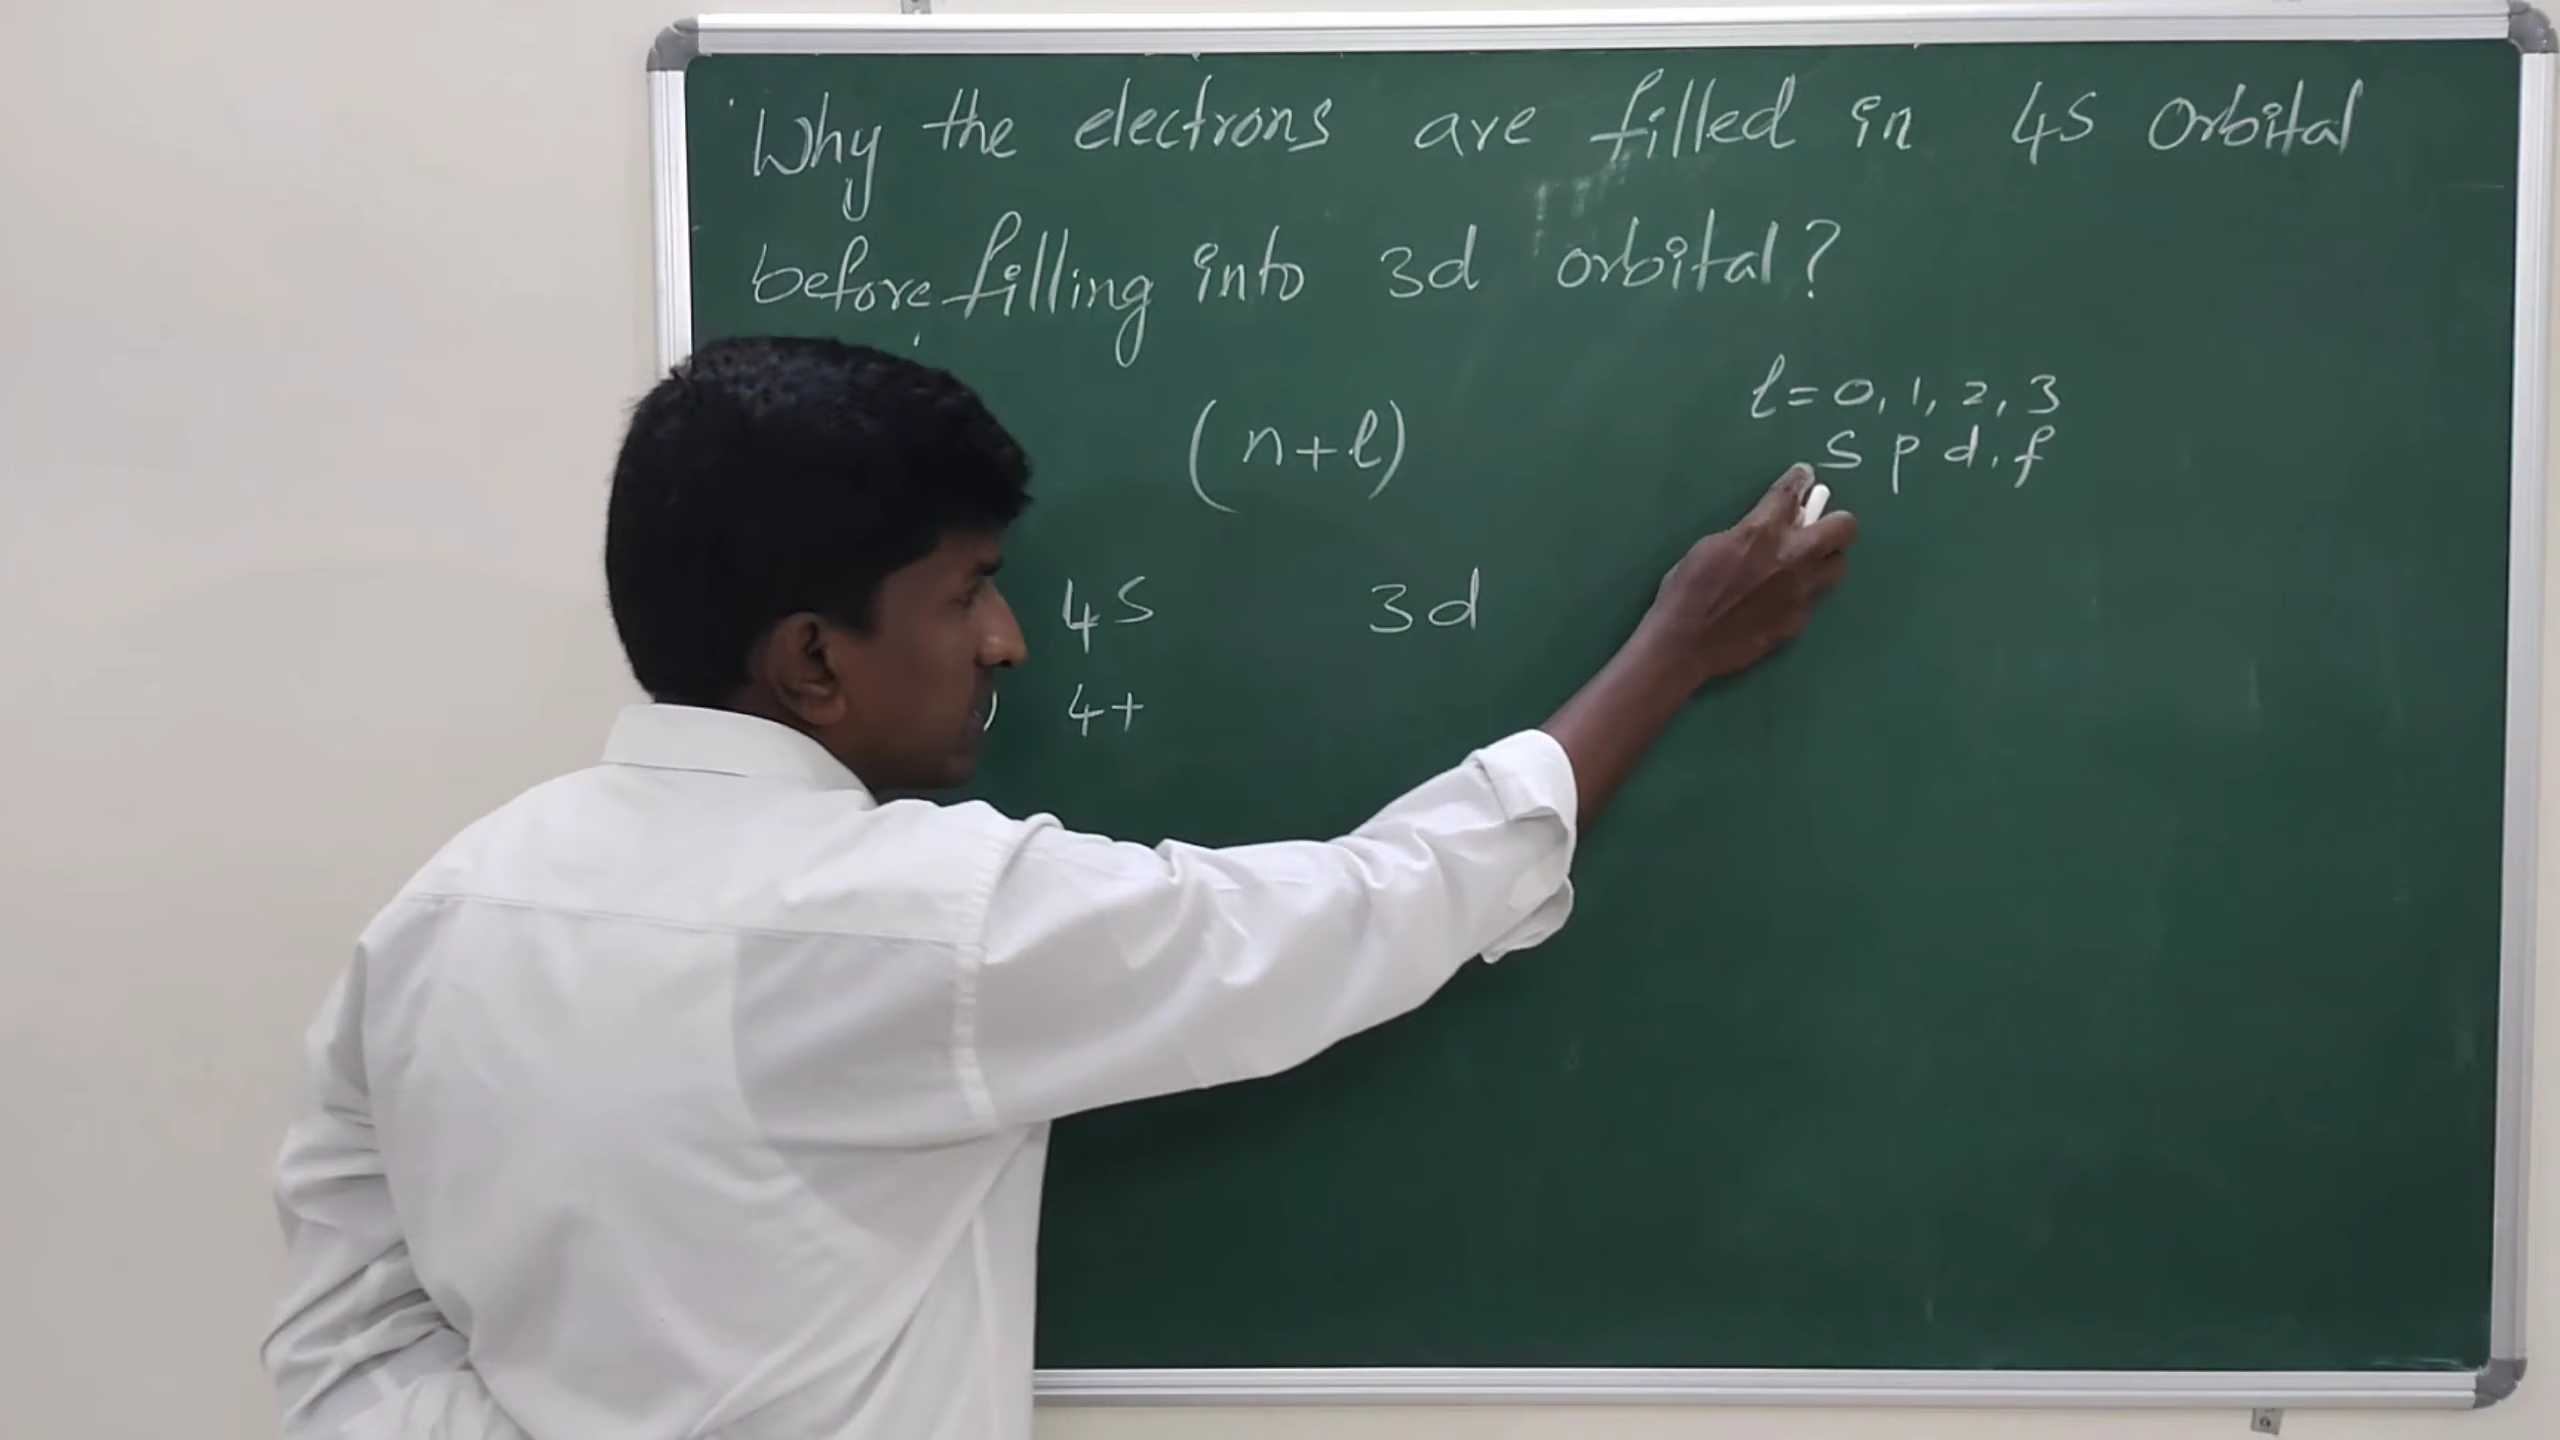 Why the electrons are filled in 4s orbital
before filling into 3d orbital?
l = 0, 1, 2, 3
s p d, f
(n+l)
4s 3d
) 4+